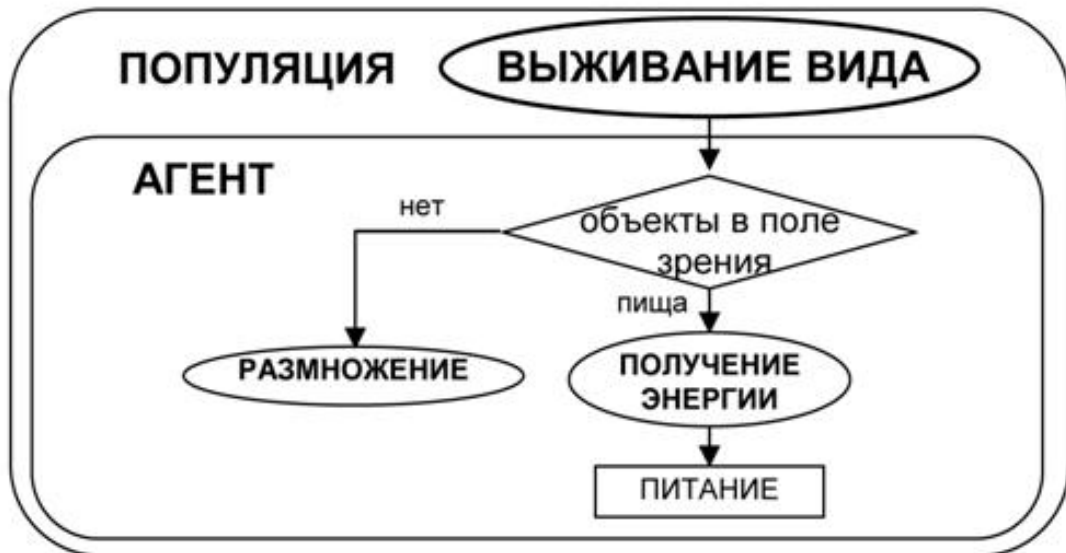 ПОПУЛЯЦИЯ
ВЫЖИВАНИЕ ВИДА
АГЕНТ
нет
объекты в поле
зрения
пища
РАЗМНОЖЕНИЕ
ПОЛУЧЕНИЕ
ЭНЕРГИИ
ПИТАНИЕ